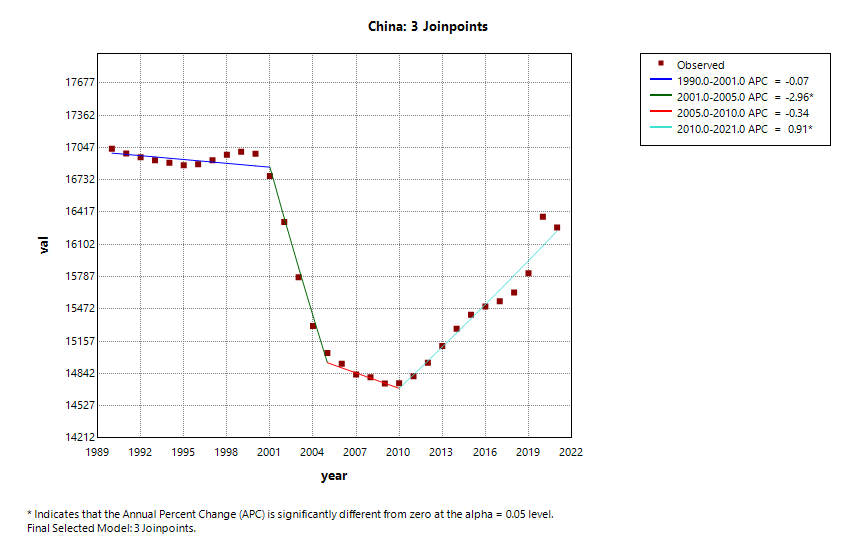 China: 3 Joinpoints
Observed
1990.0-2001.0 APC = -0.07
2001.0-2005.0 APC = -2.96*
2005.0-2010.0 APC = -0.34
2010.0-2021.0 APC = 0.91*
17677
17362
17047
16732
16417
16102
15787
15472
15157
14842
14527
14212
val
1989 1992 1995 1998 2001 2004 2007 2010 2013 2016 2019 2022
year
* Indicates that the Annual Percent Change (APC) is significantly different from zero at the alpha = 0.05 level.
Final Selected Model: 3 Joinpoints.